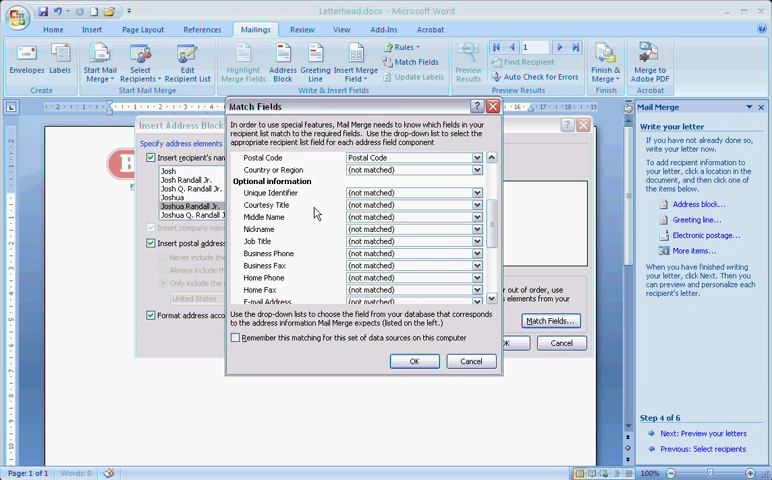 Letterhead.docx - Microsoft Word
Home Insert Page Layout References Mailings Review View Add-Ins Acrobat
Envelopes Labels
Start Mail Merge
Select Recipients
Edit Recipient List
Highlight Merge Fields
Address Block
Greeting Line
Insert Merge Field
Rules
Match Fields
Update Labels
Preview Results
1
Find Recipient
Auto Check for Errors
Finish & Merge
Merge to Adobe PDF
Create
Start Mail Merge
Write & Insert Fields
Preview Results
Finish
Acrobat
Insert Address Block
Specify address elements
Insert recipient's
Josh
Josh Randall Jr.
Josh Q. Randall J
Joshua
Joshua Randall Jr.
Joshua Q. Randall J
Insert company
Insert postal address
Never include the
Always include the
Only include the
United States
Format address acco
out of order, use
elements from your
Match Fields...
OK
Cancel
Match Fields
In order to use special features, Mail Merge needs to know which fields in your
recipient list match to the required fields. Use the drop-down list to select the
appropriate recipient list field for each address field component
Postal Code Postal Code
Country or Region (not matched)
Optional information
Unique Identifier (not matched)
Courtesy Title (not matched)
Middle Name (not matched)
Nickname (not matched)
Job Title (not matched)
Business Phone (not matched)
Business Fax (not matched)
Home Phone (not matched)
Home Fax (not matched)
E-mail Address (not matched)
Use the drop-down lists to choose the field from your database that corresponds
to the address information Mail Merge expects (listed on the left.)
Remember this matching for this set of data sources on this computer
OK Cancel
Mail Merge
Write your letter
If you have not already done so,
write your letter now.
To add recipient information to
your letter, click a location in the
document, and then click one of
the items below.
Address block...
Greeting line...
Electronic postage...
More items...
When you have finished writing
your letter, click Next. Then you
can preview and personalize each
recipient's letter.
Step 4 of 6
Next: Preview your letters
Previous: Select recipients
Page: 1 of 1 Words: 0
100%